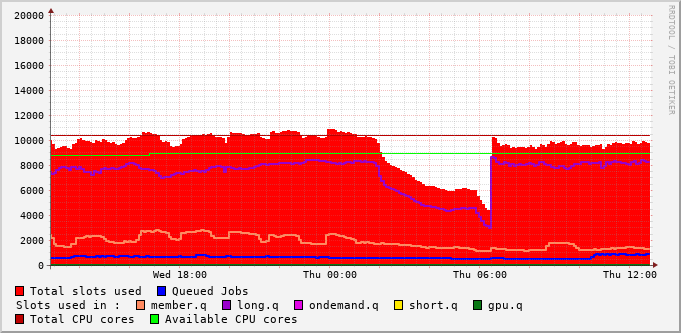 20000
18000
16000
14000
12000
10000
8000
6000
4000
2000
0
Wed 18:00 Thu 00:00 Thu 06:00 Thu 12:00
RRDTOOL / TOBI OETIKER
Total slots used Queued Jobs
Slots used in : member.q long.q ondemand.q short.q gpu.q
Total CPU cores Available CPU cores